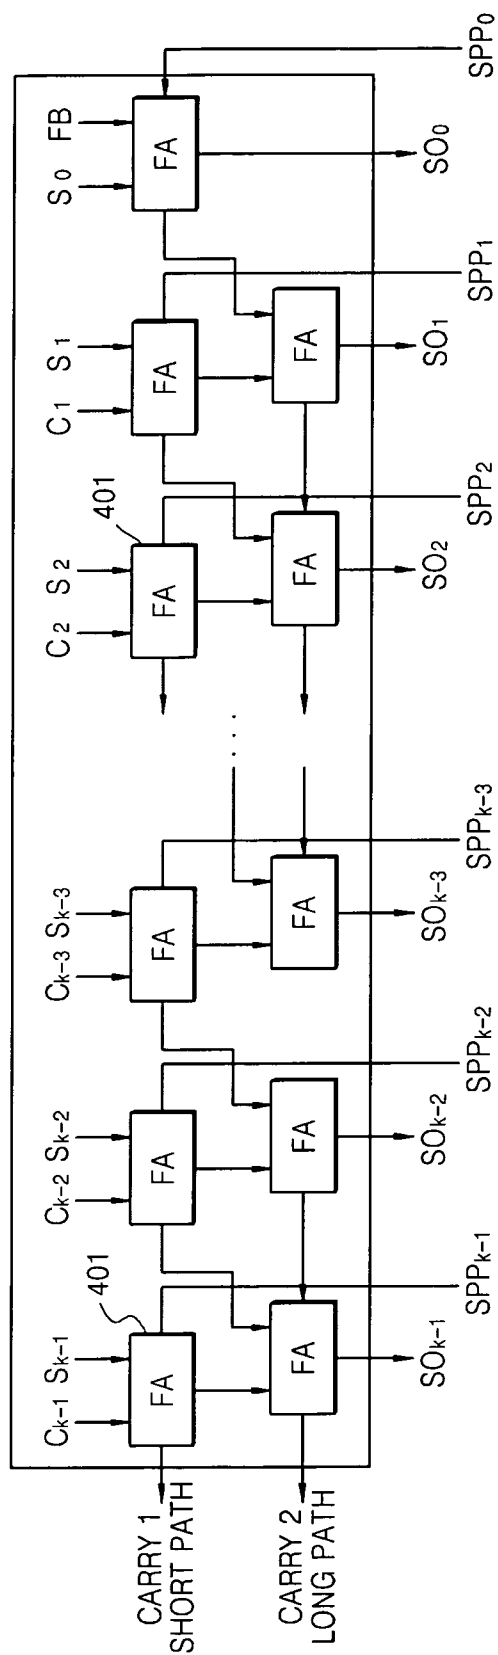 Ck-1 Sk-1 Ck-2 Sk-2 Ck-3 Sk-3 C2 S2 C1 S1 S0 FB
401 401
FA FA FA FA FA FA
CARRY 1
SHORT PATH
FA FA FA FA FA
CARRY 2
LONG PATH
....
SOk-1 SOk-2 SOk-3 SO2 SO1 SO0
SPPk-1 SPPk-2 SPPk-3 SPP2 SPP1 SPP0